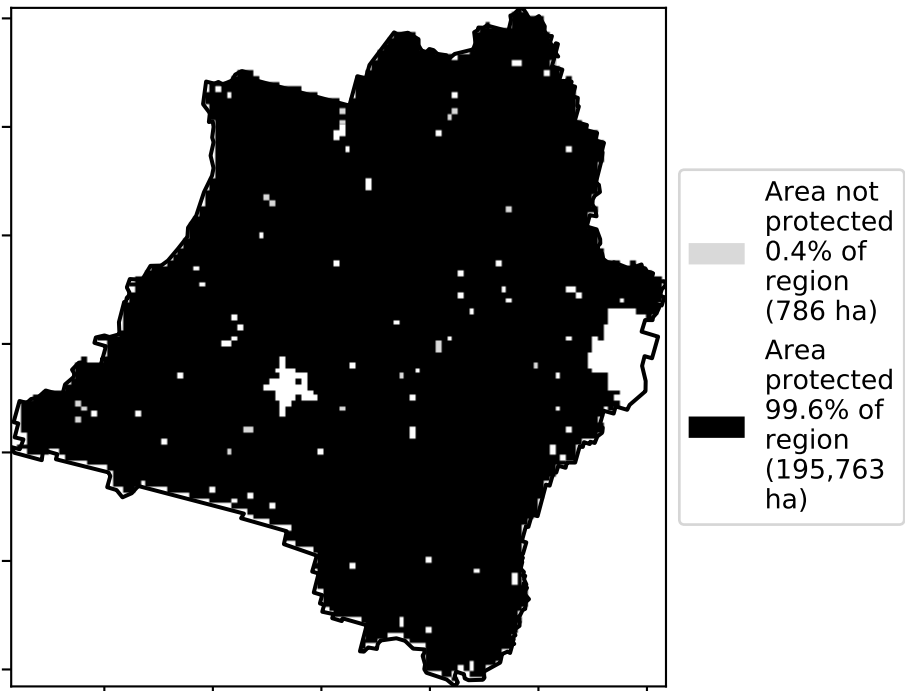 Area not
protected
0.4% of
region
(786 ha)
Area
protected
99.6% of
region
(195,763
ha)